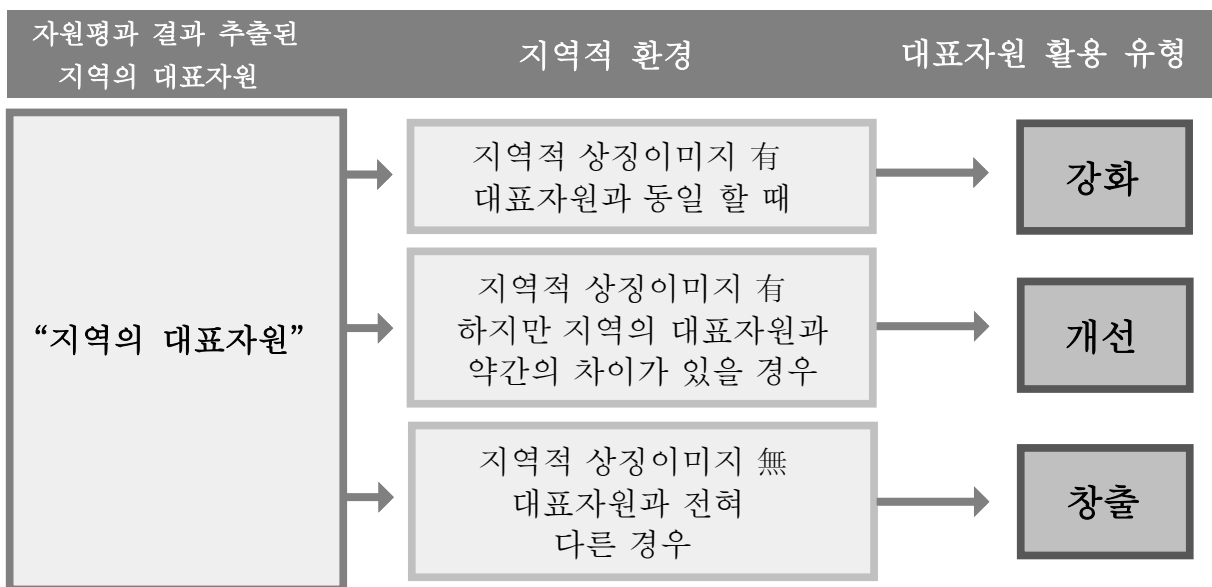 자원평과 결과 추출된
지역의 대표자원
지역적 환경
대표자원 활용 유형
“지역의 대표자원”
지역적 상징이미지 有
대표자원과 동일 할 때
강화
지역적 상징이미지 有
하지만 지역의 대표자원과
약간의 차이가 있을 경우
개선
지역적 상징이미지 無
대표자원과 전혀
다른 경우
창출